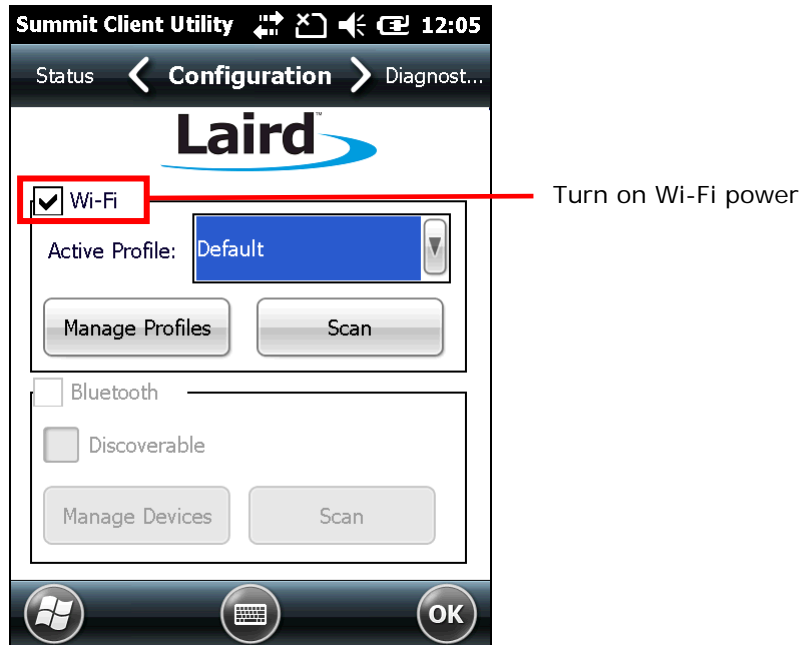 Summit Client Utility 12:05
Status Configuration Diagnost...
Laird™
Wi-Fi
Turn on Wi-Fi power
Active Profile: Default
Manage Profiles Scan
Bluetooth
Discoverable
Manage Devices Scan
OK